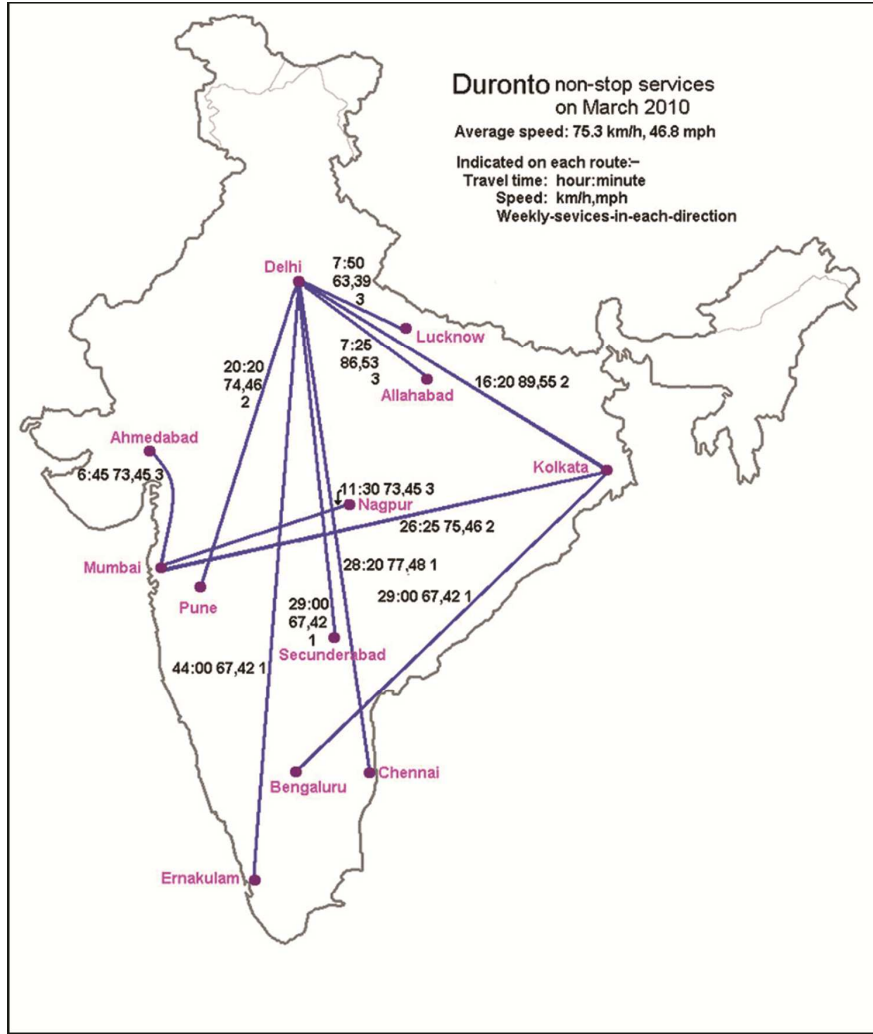 Duronto non-stop services
on March 2010
Average speed: 75.3 km/h, 46.8 mph
Indicated on each route:–
Travel time: hour:minute
Speed: km/h,mph
Weekly-sevices-in-each-direction
Delhi
7:50
63,39
3
Lucknow
7:25
86,53
3
Allahabad
16:20 89,55 2
20:20
74,46
2
Ahmedabad
6:45 73,45 3
Kolkata
11:30 73,45 3
Nagpur
26:25 75,46 2
Mumbai
28:20 77,48 1
Pune
29:00 67,42 1
29:00
67,42
1
Secunderabad
44:00 67,42 1
Bengaluru
Chennai
Ernakulam